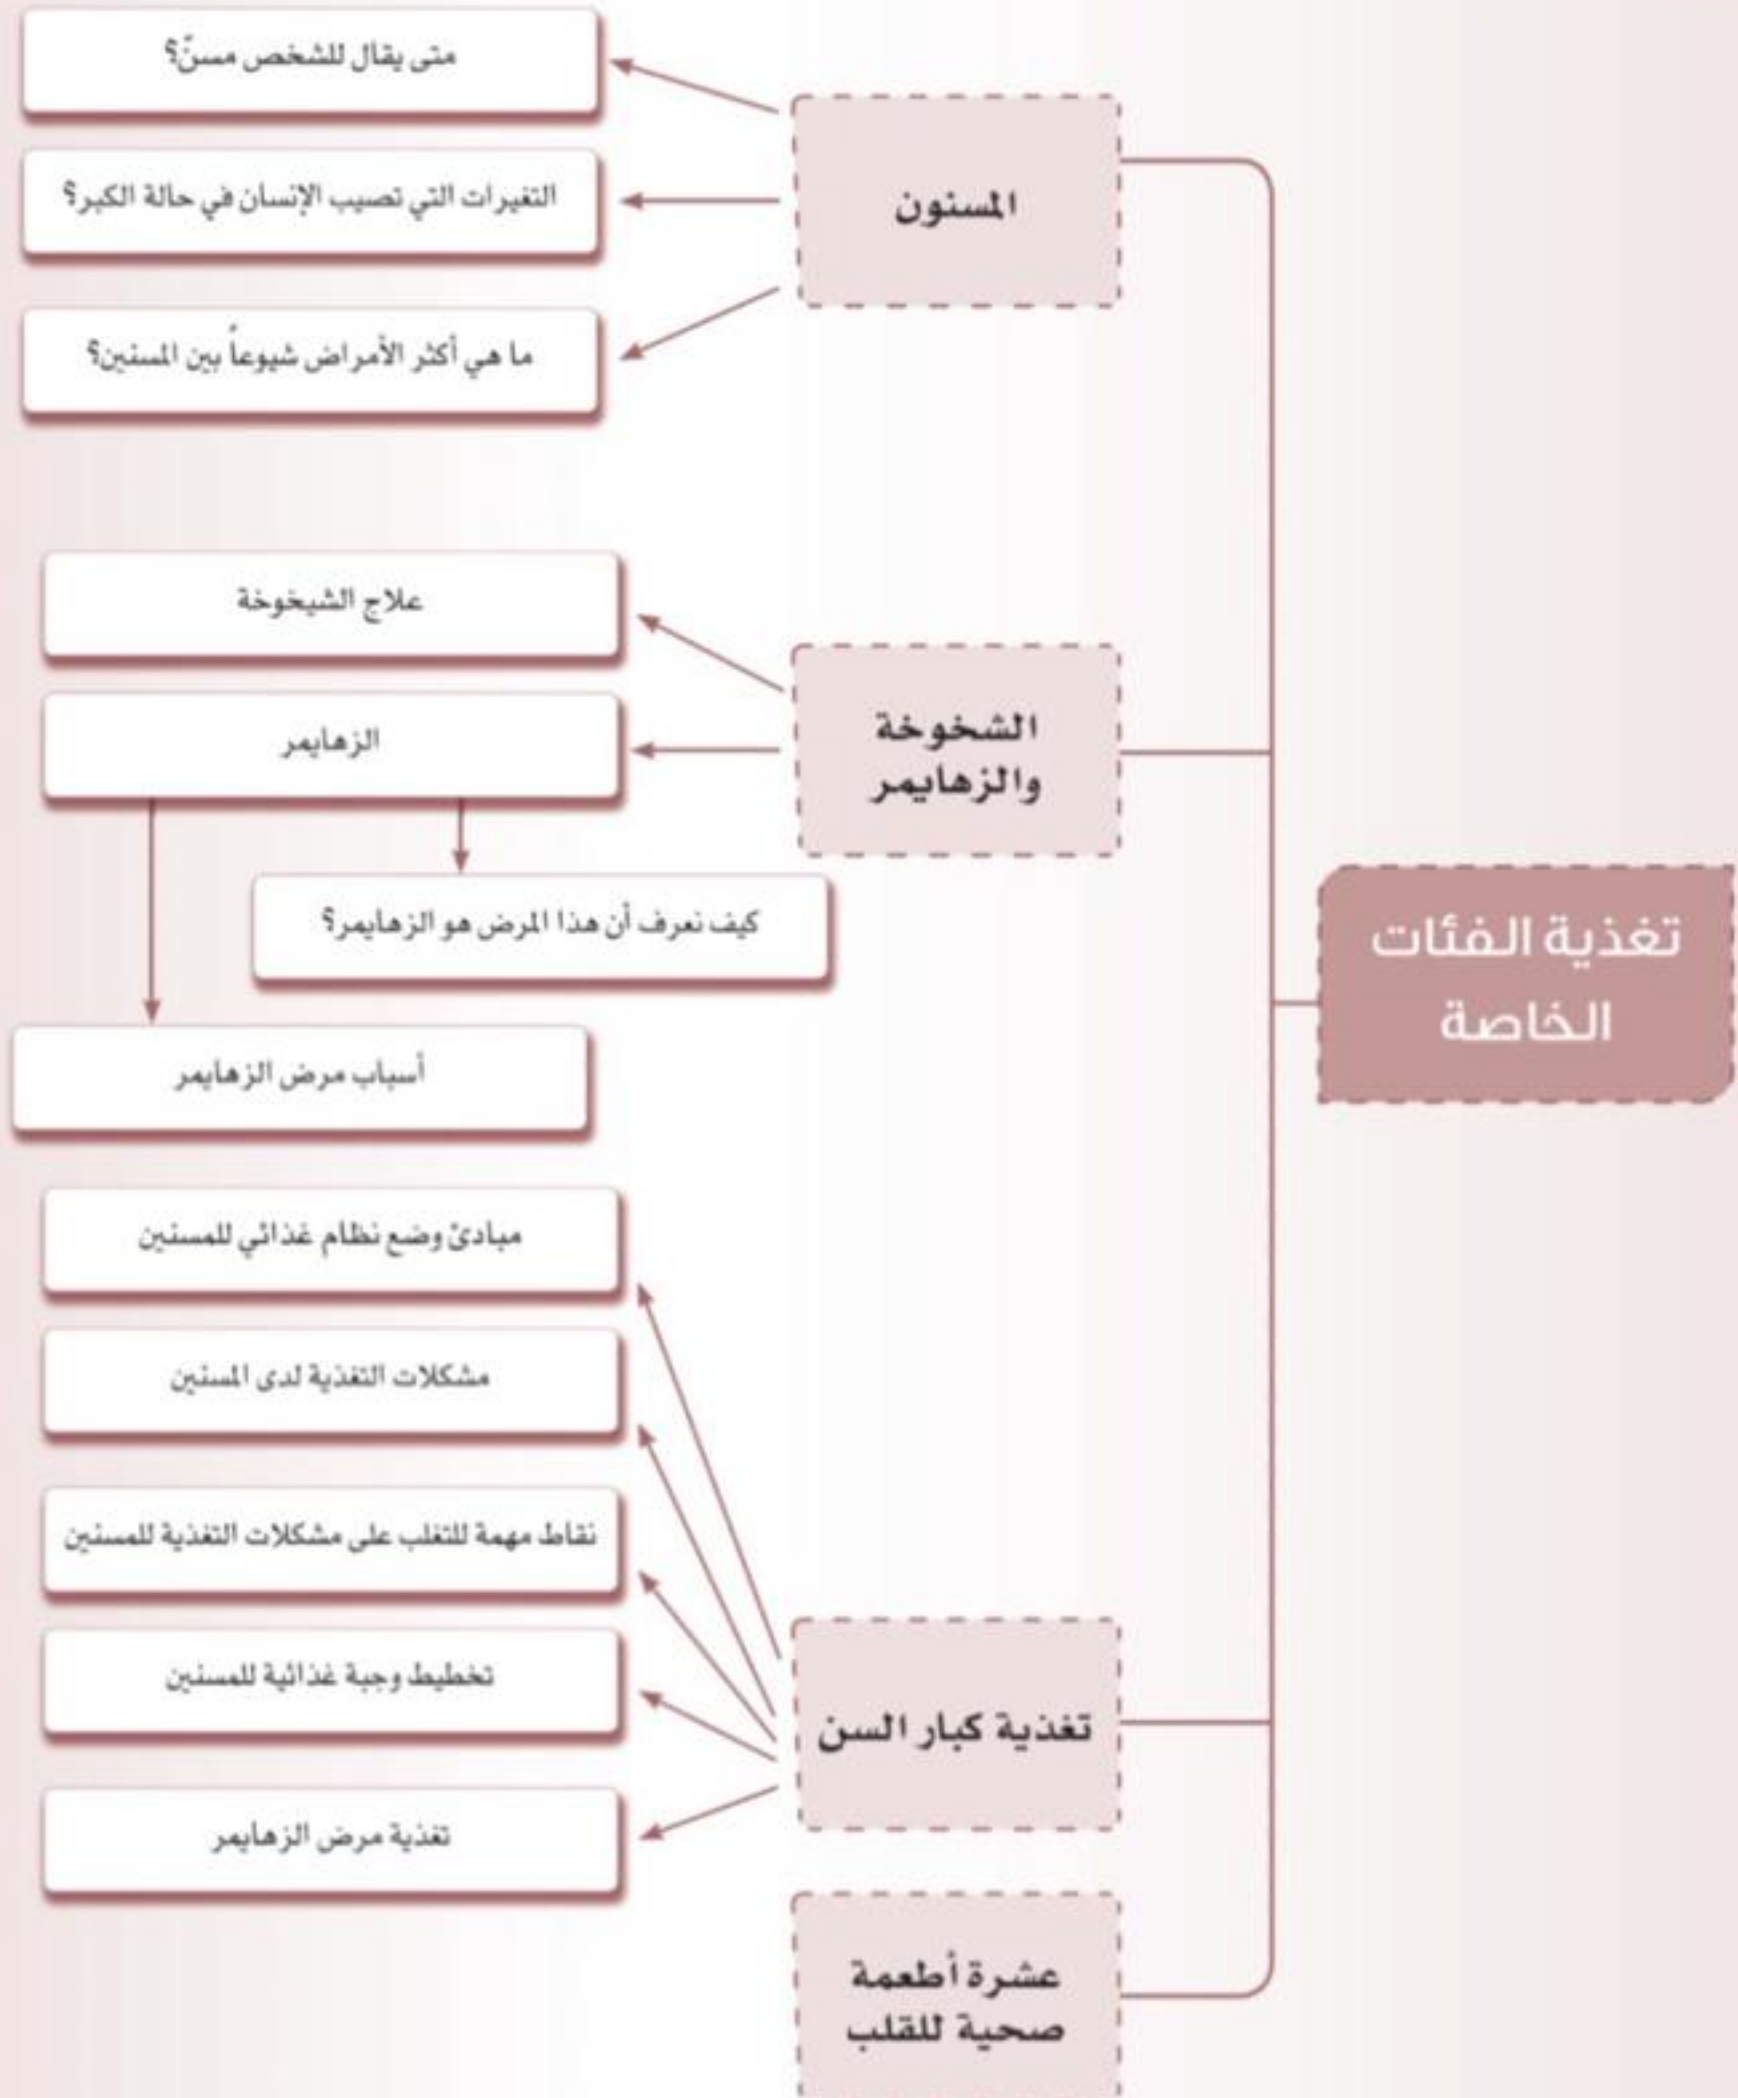 تغذية الفئات
الخاصة
المسنون
متى يقال للشخص مسنّ؟
التغيرات التي تصيب الإنسان في حالة الكبر؟
ما هي أكثر الأمراض شيوعاً بين المسنين؟
الشخوخة
والزهايمر
علاج الشيخوخة
الزهايمر
كيف نعرف أن هذا المرض هو الزهايمر؟
أسباب مرض الزهايمر
تغذية كبار السن
مبادئ وضع نظام غذائي للمسنين
مشكلات التغذية لدى المسنين
نقاط مهمة للتغلب على مشكلات التغذية للمسنين
تخطيط وجبة غذائية للمسنين
تغذية مرض الزهايمر
عشرة أطعمة
صحية للقلب